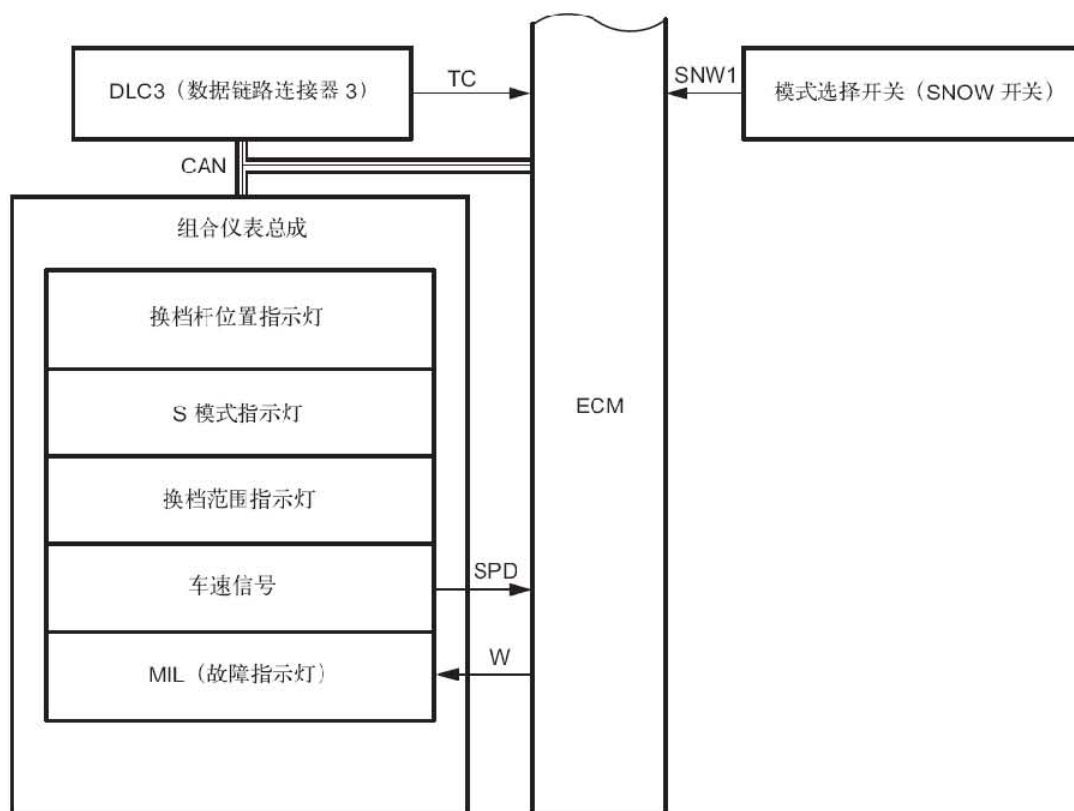 DLC3（数据链路连接器 3）
TC
SNW1
模式选择开关（SNOW 开关）
CAN
组合仪表总成
换档杆位置指示灯
S 模式指示灯
ECM
换档范围指示灯
车速信号
SPD
MIL（故障指示灯）
W